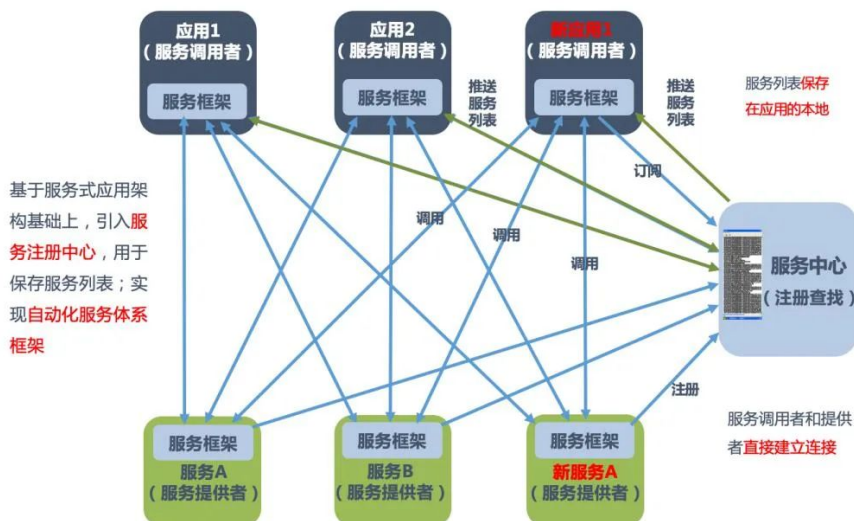 应用1
（服务调用者）
服务框架
应用2
（服务调用者）
服务框架
新应用1
（服务调用者）
服务框架
推送
服务
列表
推送
服务
列表
服务列表保存
在应用的本地
订阅
基于服务式应用架
构基础上，引入服
务注册中心，用于
保存服务列表；实
现自动化服务体系
框架
调用
调用
调用
服务中心
（注册查找）
注册
服务框架
服务A
（服务提供者）
服务框架
服务B
（服务提供者）
服务框架
新服务A
（服务提供者）
服务调用者和提供
者直接建立连接